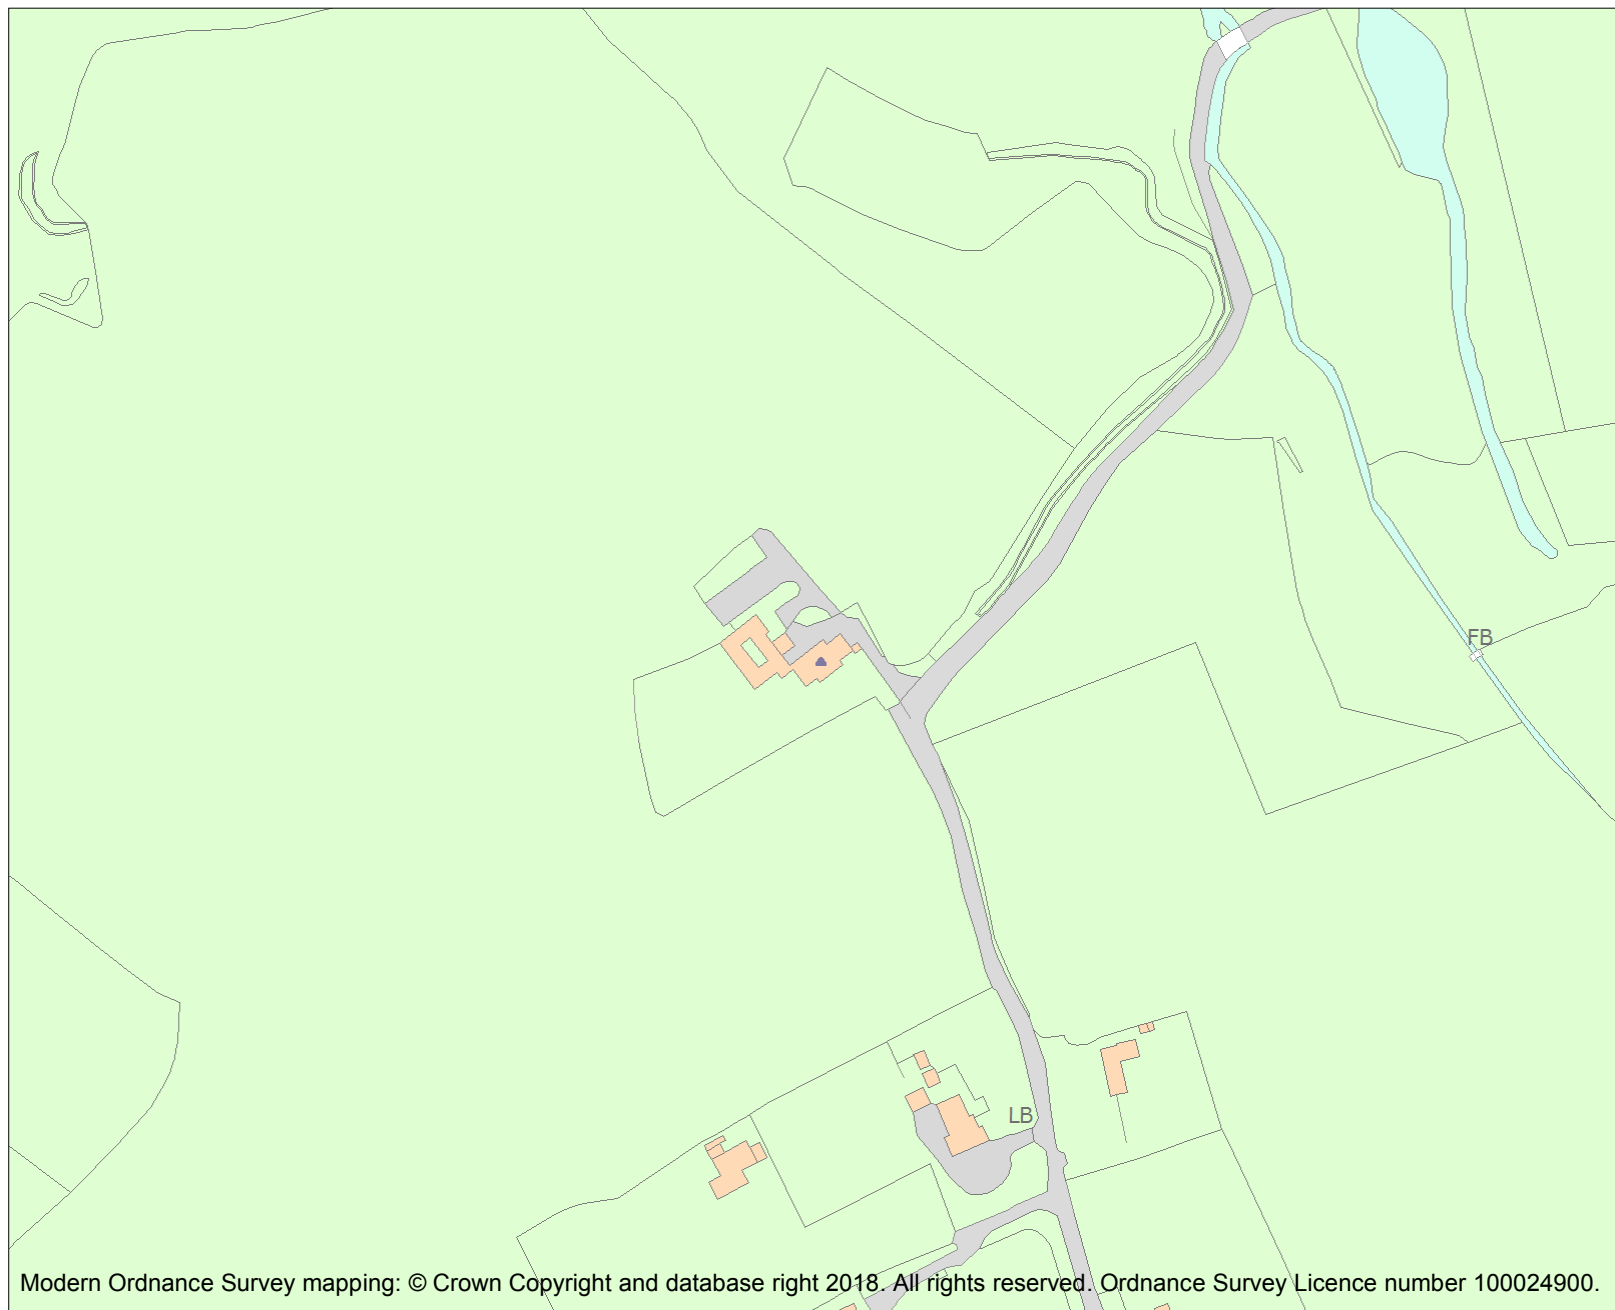 FB
LB
Modern Ordnance Survey mapping: © Crown Copyright and database right 2018. All rights reserved. Ordnance Survey Licence number 100024900.